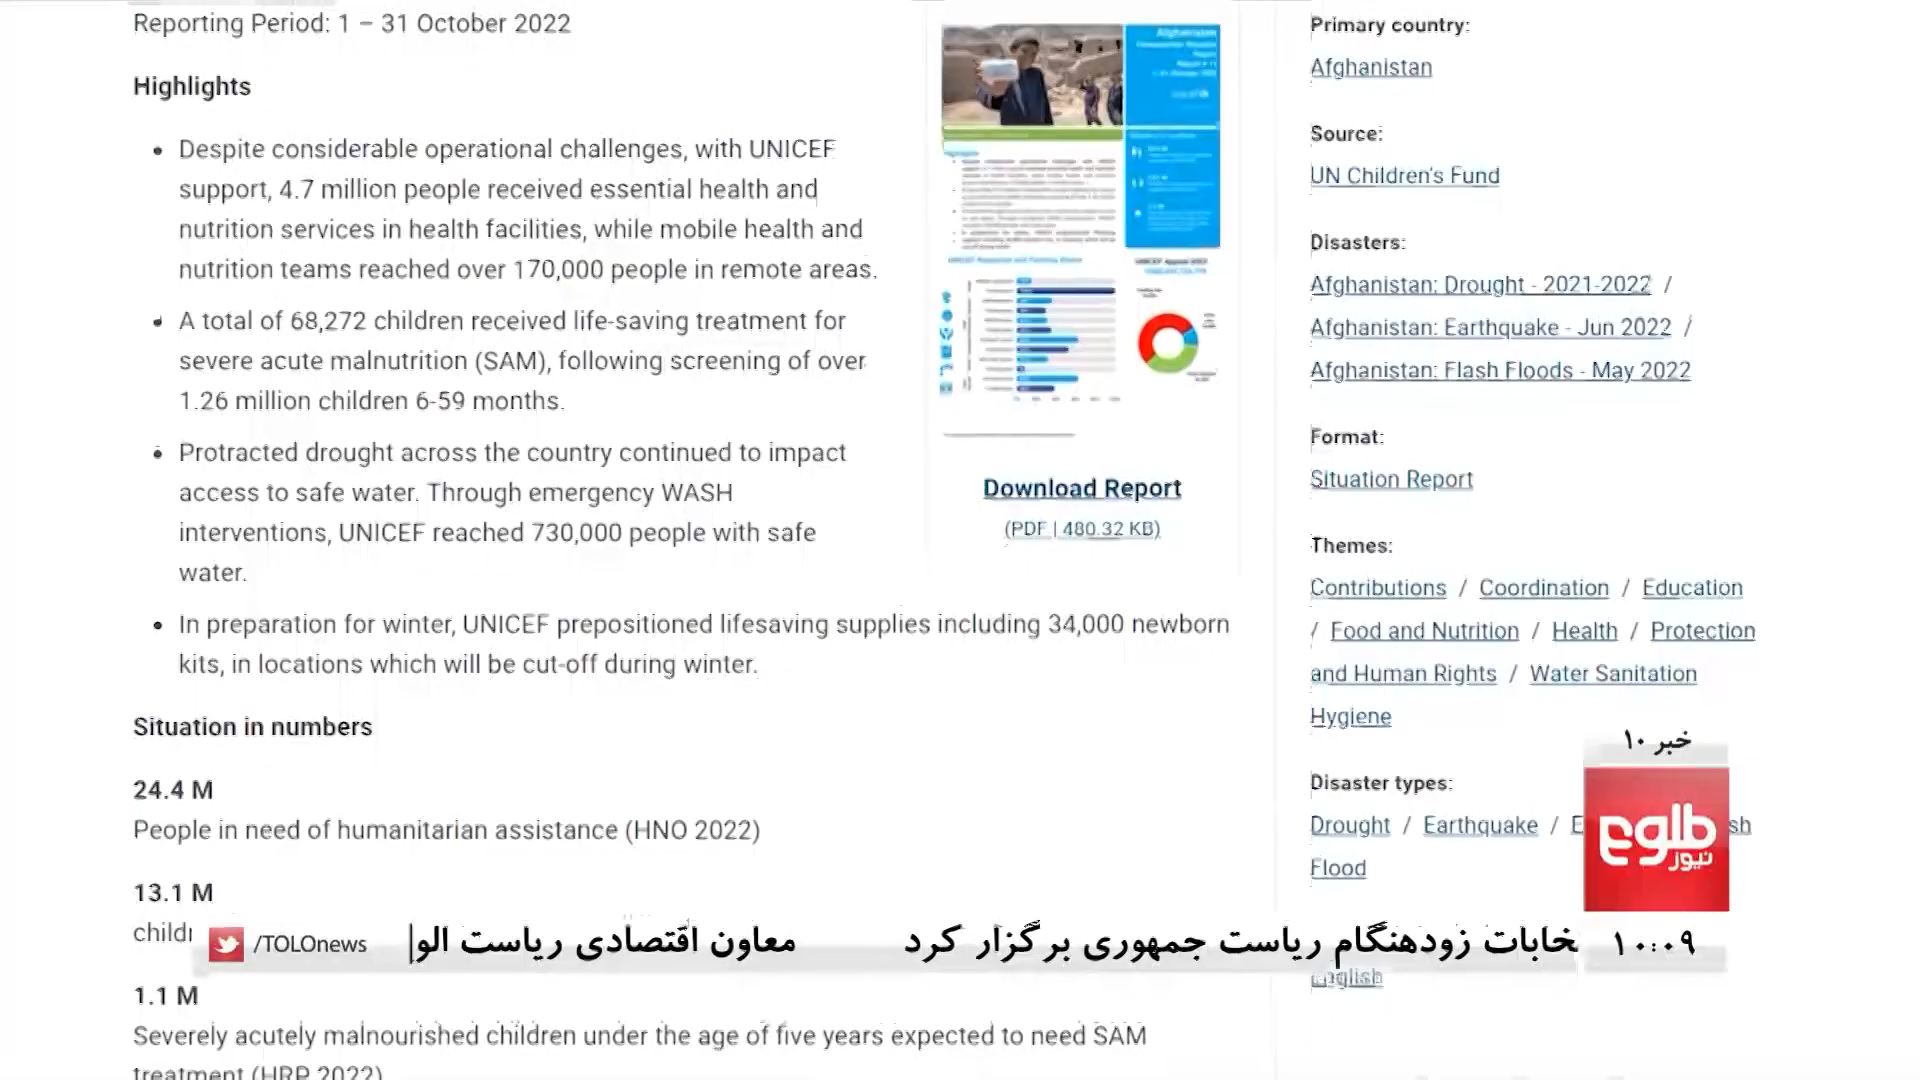 Reporting Period: 1 – 31 October 2022
Highlights
Despite considerable operational challenges, with UNICEF
support, 4.7 million people received essential health and
nutrition services in health facilities, while mobile health and
nutrition teams reached over 170,000 people in remote areas.
A total of 68,272 children received life-saving treatment for
severe acute malnutrition (SAM), following screening of over
1.26 million children 6-59 months.
Protracted drought across the country continued to impact
access to safe water. Through emergency WASH
interventions, UNICEF reached 730,000 people with safe
water.
In preparation for winter, UNICEF prepositioned lifesaving supplies including 34,000 newborn
kits, in locations which will be cut-off during winter.
Situation in numbers
24.4 M
People in need of humanitarian assistance (HNO 2022)
13.1 M
1.1 M
Severely acutely malnourished children under the age of five years expected to need SAM
treatment (HRP 2022)
Afghanistan
Download Report
(PDF | 480.32 KB)
Primary country:
Afghanistan
Source:
UN Children's Fund
Disasters:
Afghanistan: Drought - 2021-2022 /
Afghanistan: Earthquake - Jun 2022 /
Afghanistan: Flash Floods - May 2022
Format:
Situation Report
Themes:
Contributions / Coordination / Education
/ Food and Nutrition / Health / Protection
and Human Rights / Water Sanitation
Hygiene
Disaster types:
Drought / Earthquake /
Flood
English
خبر ۱۰
طلوع
نیوز
۱۰:۰۹
زودهنگام ریاست جمهوری برگزار کرد
معاون اقتصادی ریاست الو
/TOLOnews